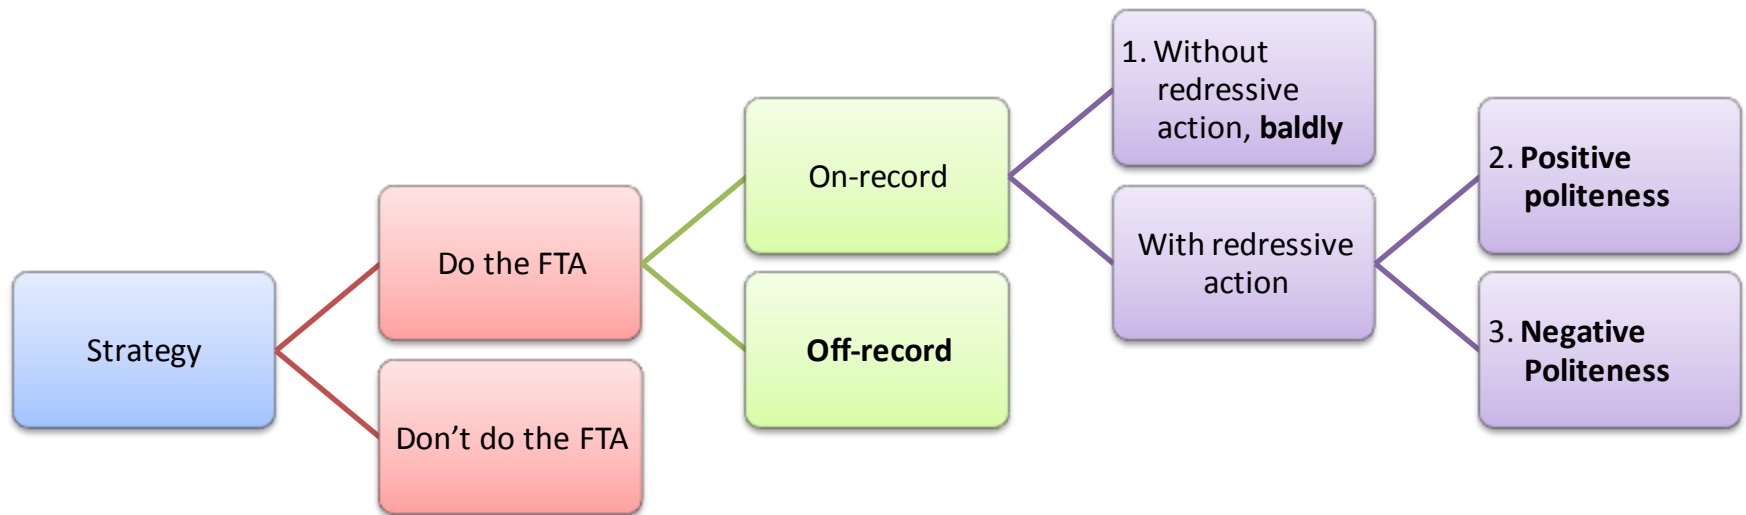 Strategy
Do the FTA
Don’t do the FTA
On-record
Off-record
1. Without
redressive
action, baldly
With redressive
action
2. Positive
politeness
3. Negative
Politeness